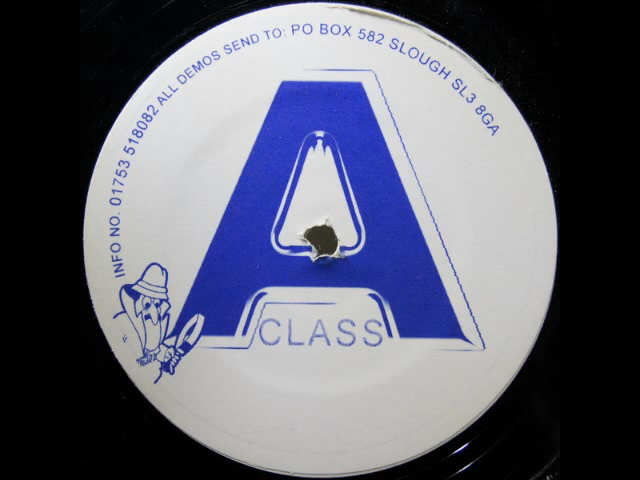 INFO NO. 01753 518082 ALL DEMOS SEND TO: PO BOX 582 SLOUGH SL3 8GA
A
CLASS